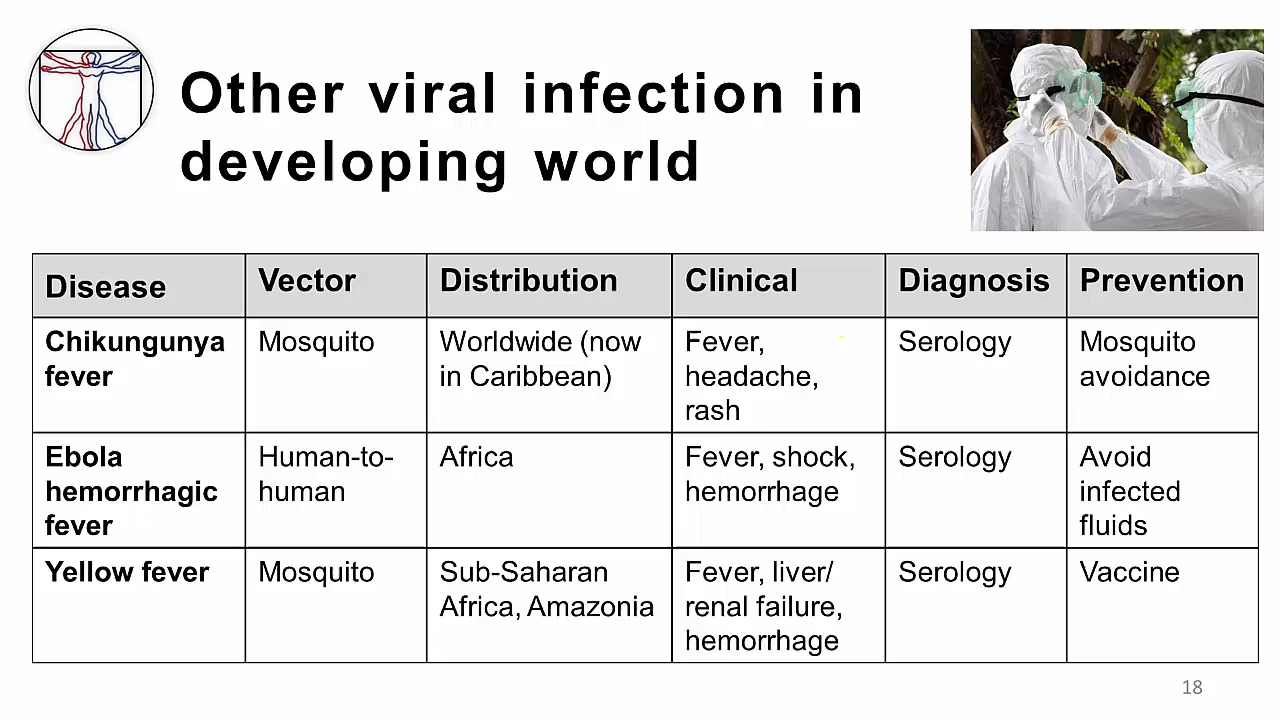 Other viral infection in
developing world
Disease
Vector
Distribution
Clinical
Diagnosis
Prevention
Chikungunya
fever
Mosquito
Worldwide (now
in Caribbean)
Fever,
headache,
rash
Serology
Mosquito
avoidance
Ebola
hemorrhagic
fever
Human-to-
human
Africa
Fever, shock,
hemorrhage
Serology
Avoid
infected
fluids
Yellow fever
Mosquito
Sub-Saharan
Africa, Amazonia
Fever, liver/
renal failure,
hemorrhage
Serology
Vaccine
18